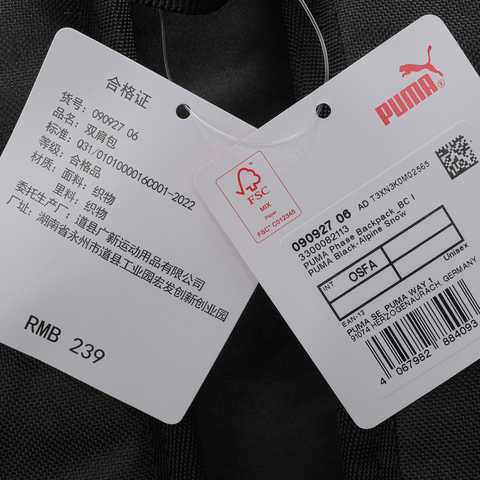 合格证
货号: 090927 06
品名: 双肩包
标准: Q31/0101000016C001-2022
等级: 合格品
材质: 面料: 织物
里料: 织物
委托生产厂: 道县广新运动用品有限公司
厂址: 湖南省永州市道县工业园宏发创新创业园
RMB 239
PUMA
FSC
MIX
Paper
FSC™ C012345
090927 06 AD T3XN3K0M02565
3300082113
PUMA Phase Backpack_BC I
PUMA Black-Alpine Snow
INT OSFA Unisex
EAN-13
PUMA SE, PUMA WAY 1
91074 HERZOGENAURACH, GERMANY
4 067982 884093